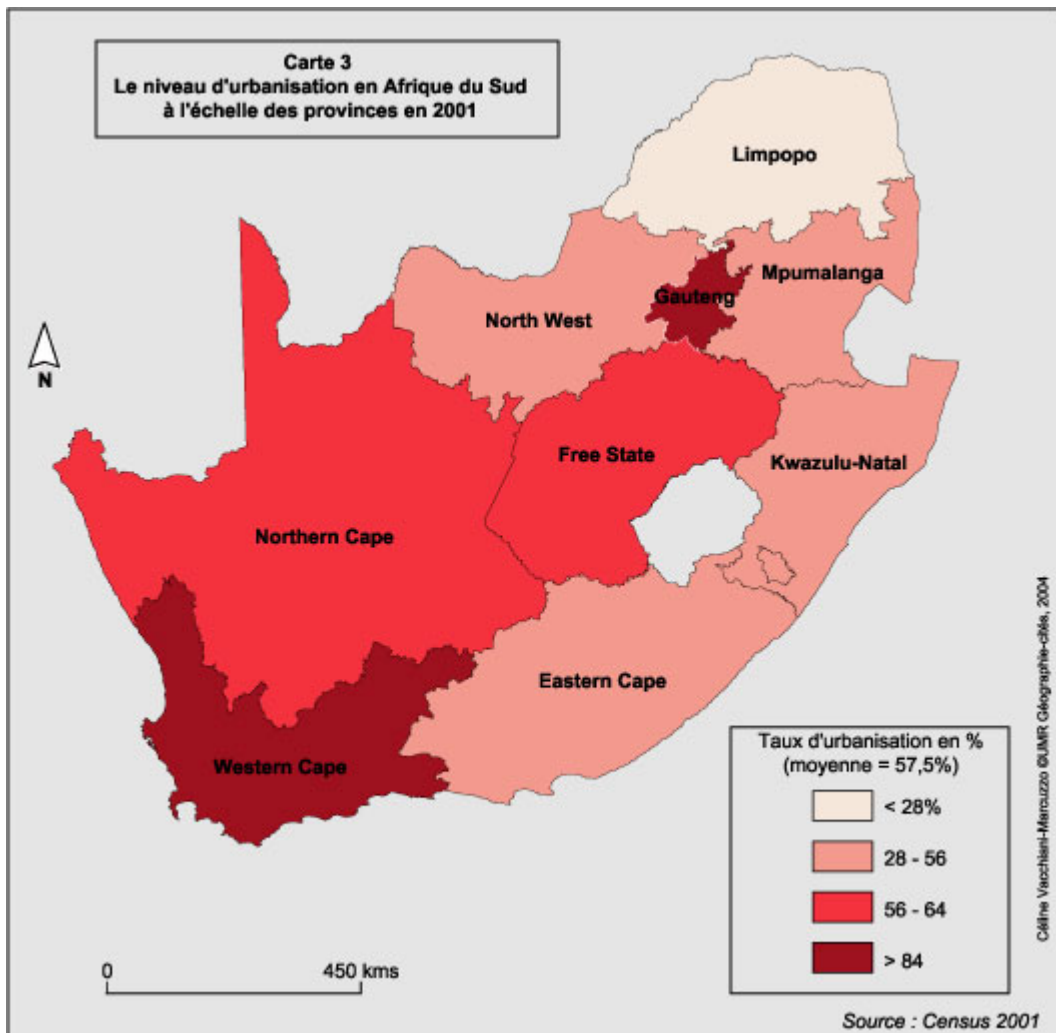 Carte 3
Le niveau d'urbanisation en Afrique du Sud
à l'échelle des provinces en 2001
Limpopo
Mpumalanga
Gauteng
North West
N
Free State
Kwazulu-Natal
Northern Cape
Eastern Cape
Western Cape
Taux d'urbanisation en %
(moyenne = 57,5%)
< 28%
28 - 56
56 - 64
> 84
0 450 kms
Céline Vacchiani-Marcuzzo ©UMR Géographie-cités, 2004
Source : Census 2001